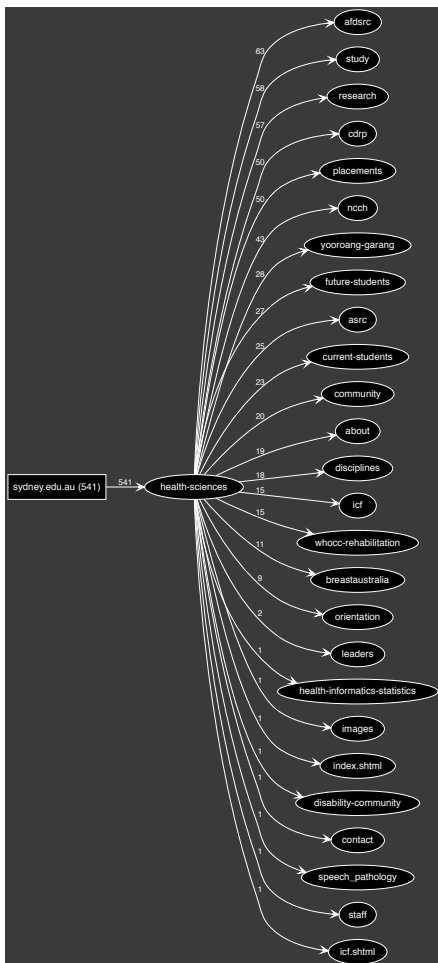 63
afdsrc
58
study
57
research
50
cdrp
50
placements
43
ncch
28
yooroang-garang
27
future-students
25
asrc
23
current-students
20
community
19
about
18
disciplines
sydney.edu.au (541)
541
health-sciences
15
icf
15
whocc-rehabilitation
11
breastaustralia
9
orientation
2
leaders
1
health-informatics-statistics
1
images
1
index.shtml
1
disability-community
1
contact
1
speech_pathology
1
staff
1
icf.shtml